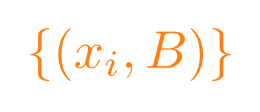 {(x_i, B)}